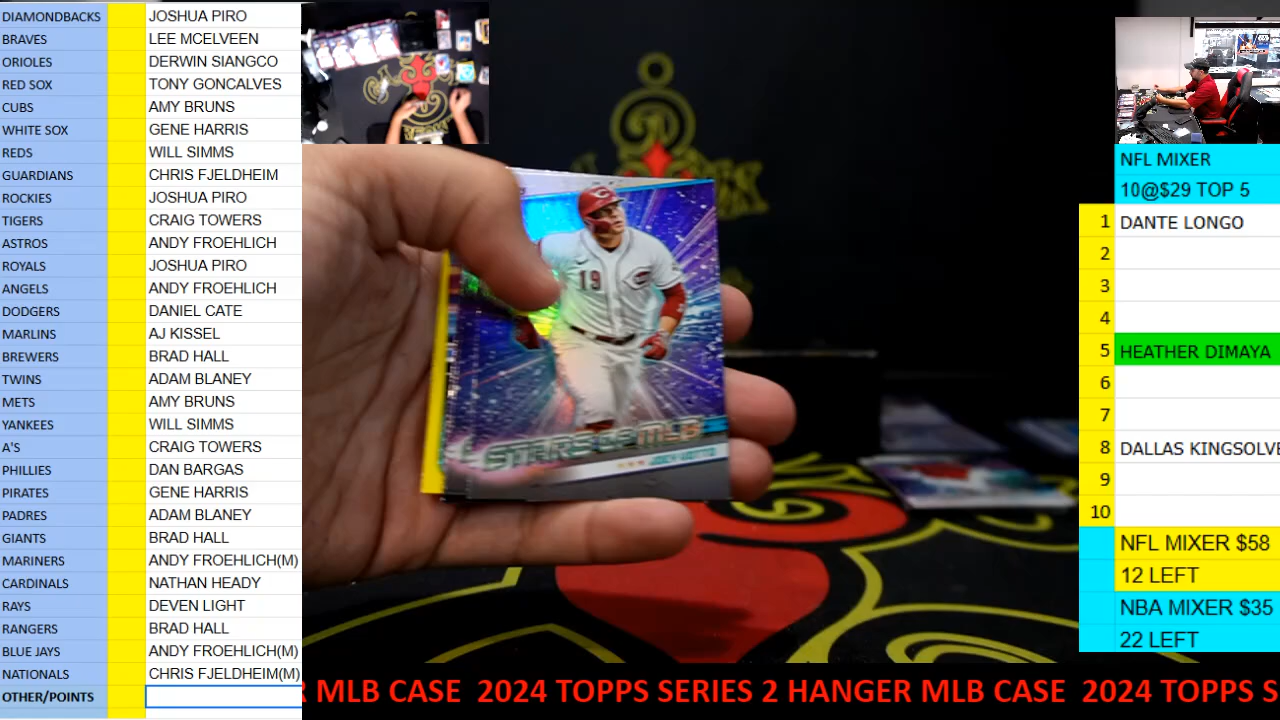 DIAMONDBACKS JOSHUA PIRO
BRAVES LEE MCELVEEN
ORIOLES DERWIN SIANGCO
RED SOX TONY GONCALVES
CUBS AMY BRUNS
WHITE SOX GENE HARRIS
REDS WILL SIMMS
GUARDIANS CHRIS FJELDHEIM
ROCKIES JOSHUA PIRO
TIGERS CRAIG TOWERS
ASTROS ANDY FROEHLICH
ROYALS JOSHUA PIRO
ANGELS ANDY FROEHLICH
DODGERS DANIEL CATE
MARLINS AJ KISSEL
BREWERS BRAD HALL
TWINS ADAM BLANEY
METS AMY BRUNS
YANKEES WILL SIMMS
A'S CRAIG TOWERS
PHILLIES DAN BARGAS
PIRATES GENE HARRIS
PADRES ADAM BLANEY
GIANTS BRAD HALL
MARINERS ANDY FROEHLICH(M)
CARDINALS NATHAN HEADY
RAYS DEVEN LIGHT
RANGERS BRAD HALL
BLUE JAYS ANDY FROEHLICH(M)
NATIONALS CHRIS FJELDHEIM(M)
OTHER/POINTS
19
STARS OF MLB
JOEY VOTTO
NFL MIXER
10@$29 TOP 5
1 DANTE LONGO
2
3
4
5 HEATHER DIMAYA
6
7
8 DALLAS KINGSOLVE
9
10
NFL MIXER $58
12 LEFT
NBA MIXER $35
22 LEFT
R MLB CASE 2024 TOPPS SERIES 2 HANGER MLB CASE 2024 TOPPS S